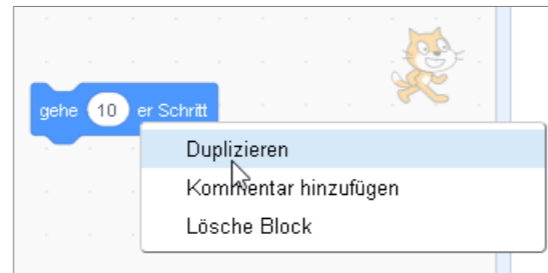 gehe 10 er Schritt
Duplizieren
Kommentar hinzufügen
Lösche Block